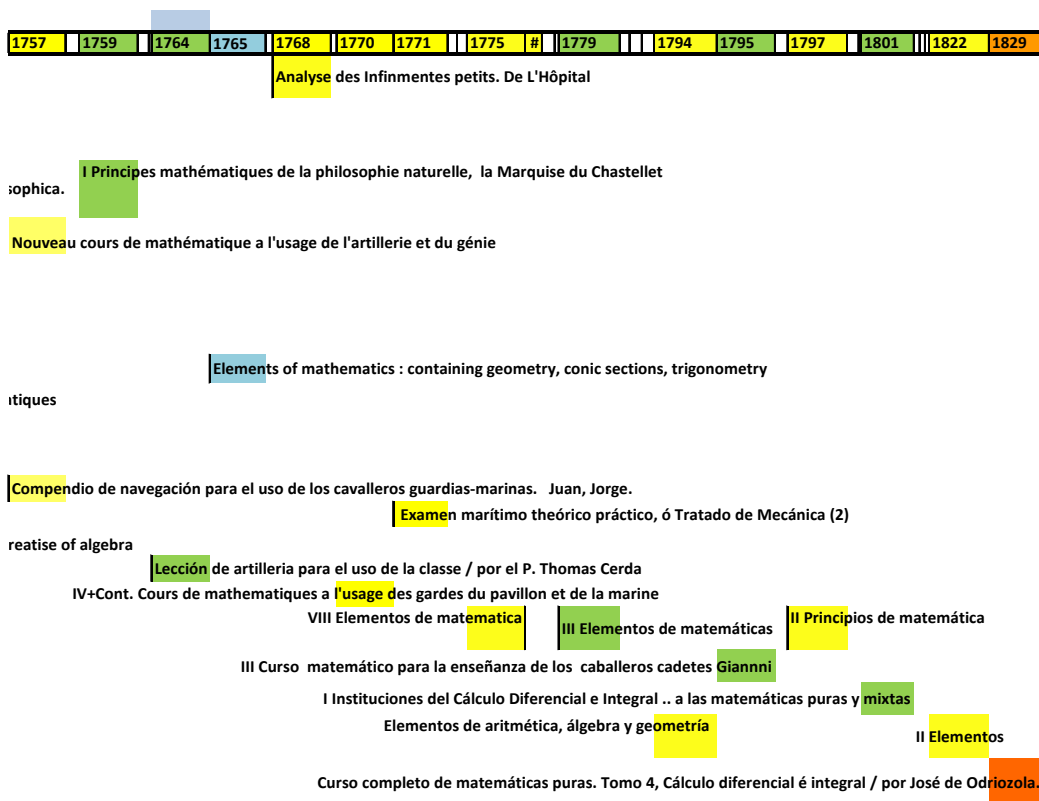 1757 1759 1764 1765 1768 1770 1771 1775 # 1779 1794 1795 1797 1801 1822 1829
Analyse des Infinmentes petits. De L'Hôpital
I Principes mathématiques de la philosophie naturelle, la Marquise du Chastellet
sophica.
Nouveau cours de mathématique a l'usage de l'artillerie et du génie
Elements of mathematics : containing geometry, conic sections, trigonometry
tiques
Compendio de navegación para el uso de los cavalleros guardias-marinas. Juan, Jorge.
Examen marítimo theórico práctico, ó Tratado de Mecánica (2)
reatise of algebra
Lección de artilleria para el uso de la classe / por el P. Thomas Cerda
IV+Cont. Cours de mathematiques a l'usage des gardes du pavillon et de la marine
VIII Elementos de matematica
III Elementos de matemáticas
II Principios de matemática
III Curso matemático para la enseñanza de los caballeros cadetes Giannni
I Instituciones del Cálculo Diferencial e Integral .. a las matemáticas puras y mixtas
Elementos de aritmética, álgebra y geometría
II Elementos
Curso completo de matemáticas puras. Tomo 4, Cálculo diferencial é integral / por José de Odriozola.